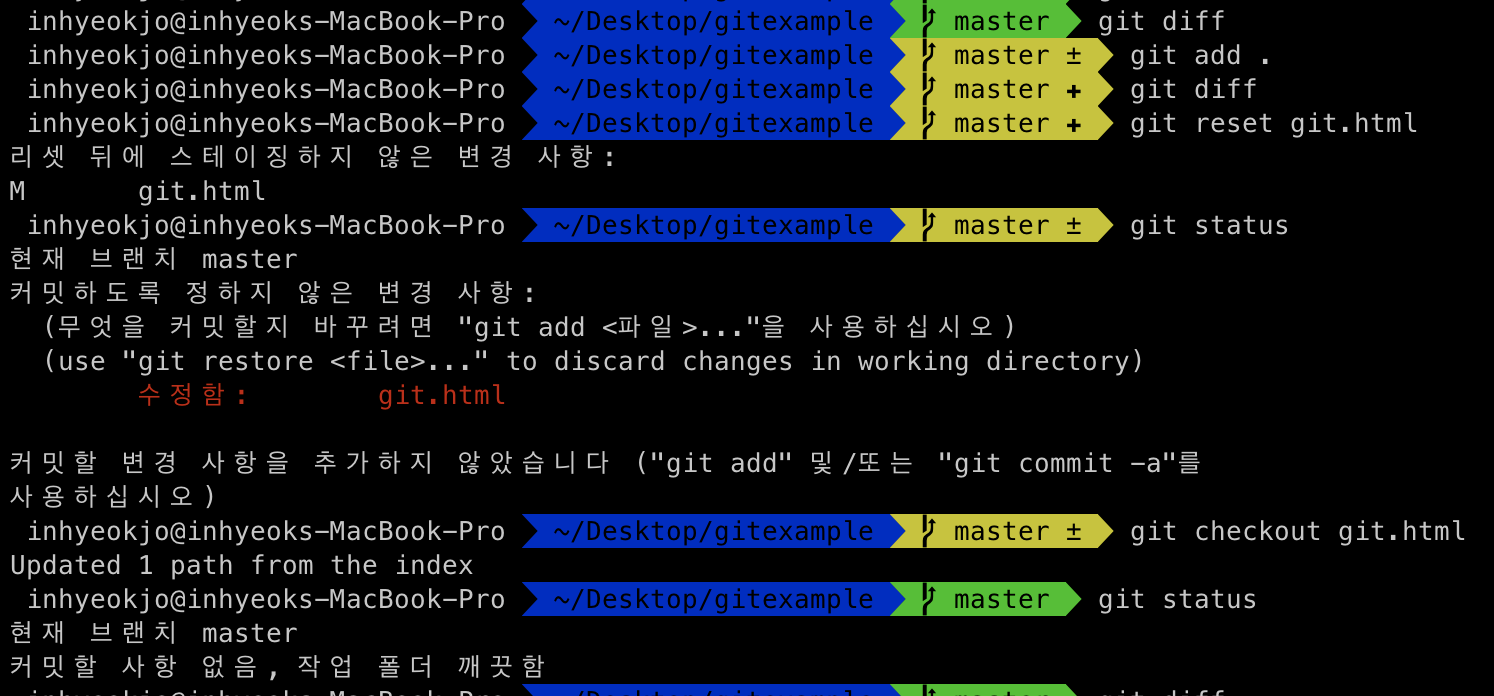 inhyeokjo@inhyeoks-MacBook-Pro ~/Desktop/gitexample master git diff
inhyeokjo@inhyeoks-MacBook-Pro ~/Desktop/gitexample master ± git add .
inhyeokjo@inhyeoks-MacBook-Pro ~/Desktop/gitexample master ✚ git diff
inhyeokjo@inhyeoks-MacBook-Pro ~/Desktop/gitexample master ✚ git reset git.html
리셋 뒤에 스테이징하지 않은 변경 사항:
M git.html
inhyeokjo@inhyeoks-MacBook-Pro ~/Desktop/gitexample master ± git status
현재 브랜치 master
커밋하도록 정하지 않은 변경 사항:
(무엇을 커밋할지 바꾸려면 "git add <파일>..."을 사용하십시오)
(use "git restore <file>..." to discard changes in working directory)
수정함: git.html
커밋할 변경 사항을 추가하지 않았습니다 ("git add" 및/또는 "git commit -a"를
사용하십시오)
inhyeokjo@inhyeoks-MacBook-Pro ~/Desktop/gitexample master ± git checkout git.html
Updated 1 path from the index
inhyeokjo@inhyeoks-MacBook-Pro ~/Desktop/gitexample master git status
현재 브랜치 master
커밋할 사항 없음, 작업 폴더 깨끗함